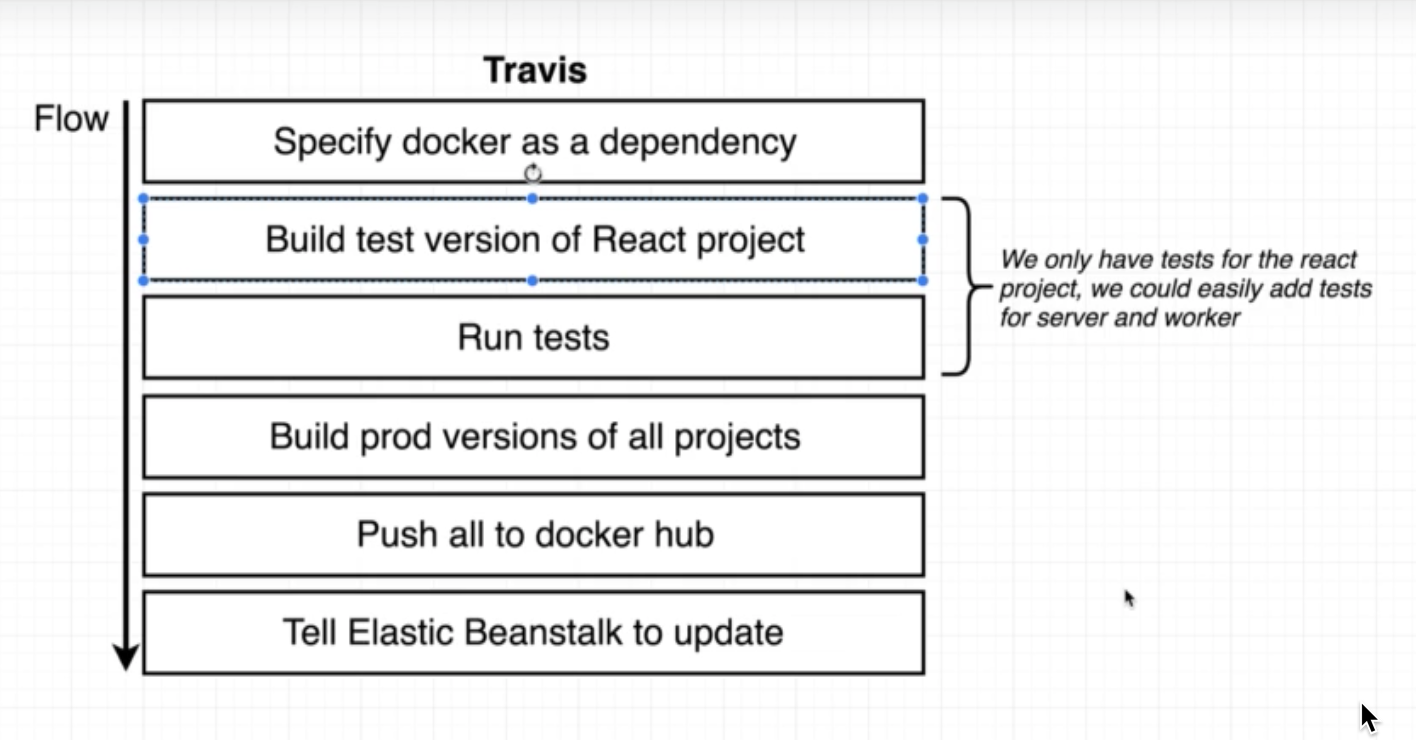 Travis
Flow
Specify docker as a dependency
Build test version of React project
We only have tests for the react
project, we could easily add tests
for server and worker
Run tests
Build prod versions of all projects
Push all to docker hub
Tell Elastic Beanstalk to update